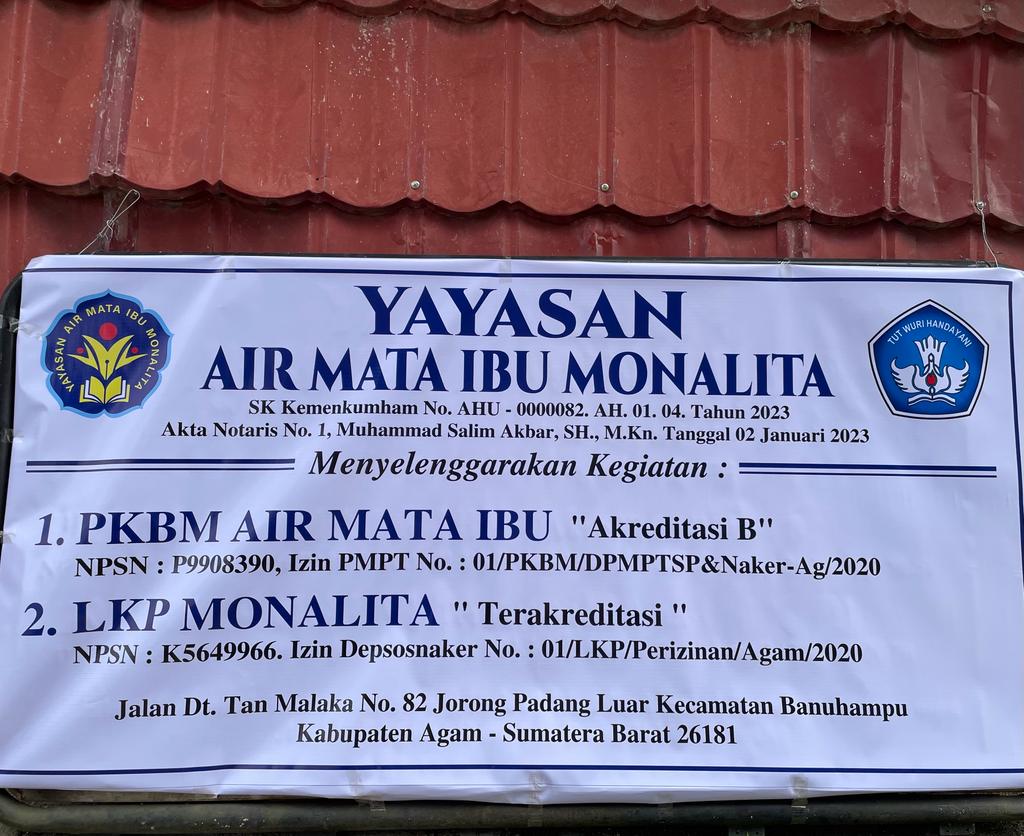 YAYASAN
AIR MATA IBU MONALITA
SK Kemenkumham No. AHU - 0000082. AH. 01. 04. Tahun 2023
Akta Notaris No. 1, Muhammad Salim Akbar, SH., M.Kn. Tanggal 02 Januari 2023
YAYASAN AIR MATA IBU MONALITA
TUT WURI HANDAYANI
Menyelenggarakan Kegiatan :
1. PKBM AIR MATA IBU "Akreditasi B"
NPSN : P9908390, Izin PMPT No. : 01/PKBM/DPMPTSP&Naker-Ag/2020
2. LKP MONALITA " Terakreditasi "
NPSN : K5649966. Izin Depsosnaker No. : 01/LKP/Perizinan/Agam/2020
Jalan Dt. Tan Malaka No. 82 Jorong Padang Luar Kecamatan Banuhampu
Kabupaten Agam - Sumatera Barat 26181